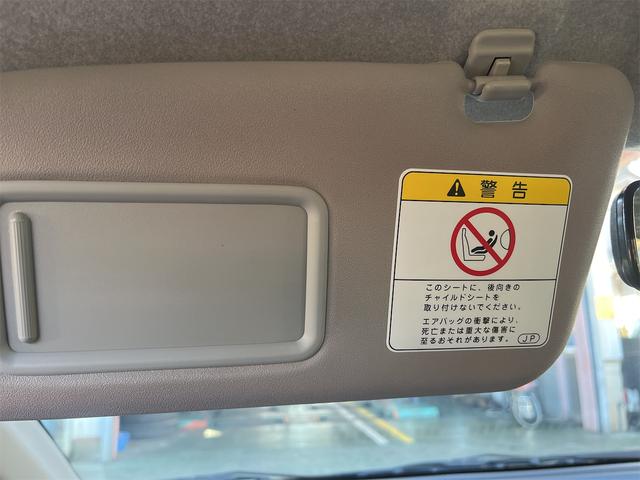 警告
このシートに、後向きの
チャイルドシートを
取り付けないでください。
エアバッグの衝撃により、
死亡または重大な傷害に
至るおそれがあります。
JP